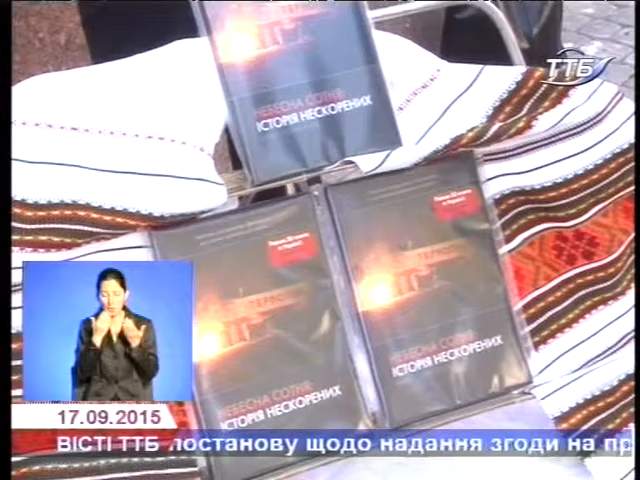 ТТБ
НЕБЕСНА СОТНЯ:
ІСТОРІЯ НЕСКОРЕНИХ
НЕБЕСНА СОТНЯ:
ІСТОРІЯ НЕСКОРЕНИХ
НЕБЕСНА СОТНЯ:
ІСТОРІЯ НЕСКОРЕНИХ
17.09.2015
ВІСТІ ТТБ постанову щодо надання згоди на пр